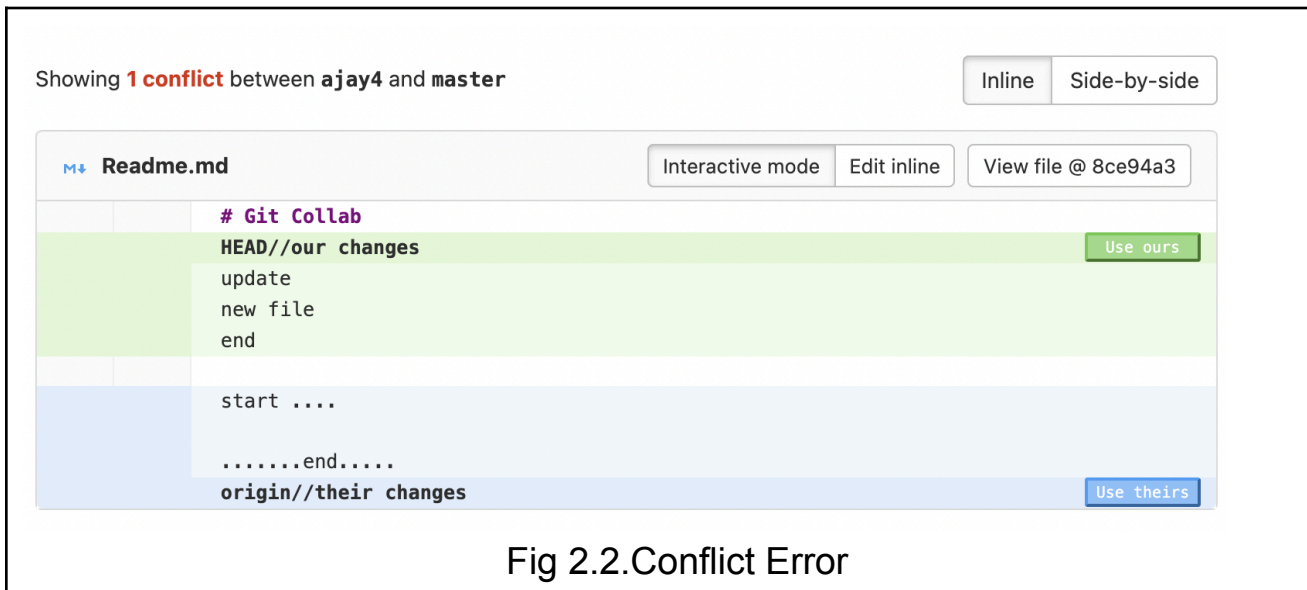 Showing 1 conflict between ajay4 and master
Inline Side-by-side
M Readme.md
Interactive mode Edit inline View file @ 8ce94a3
# Git Collab
HEAD//our changes
Use ours
update
new file
end
start ....
.......end.....
origin//their changes
Use theirs
Fig 2.2.Conflict Error